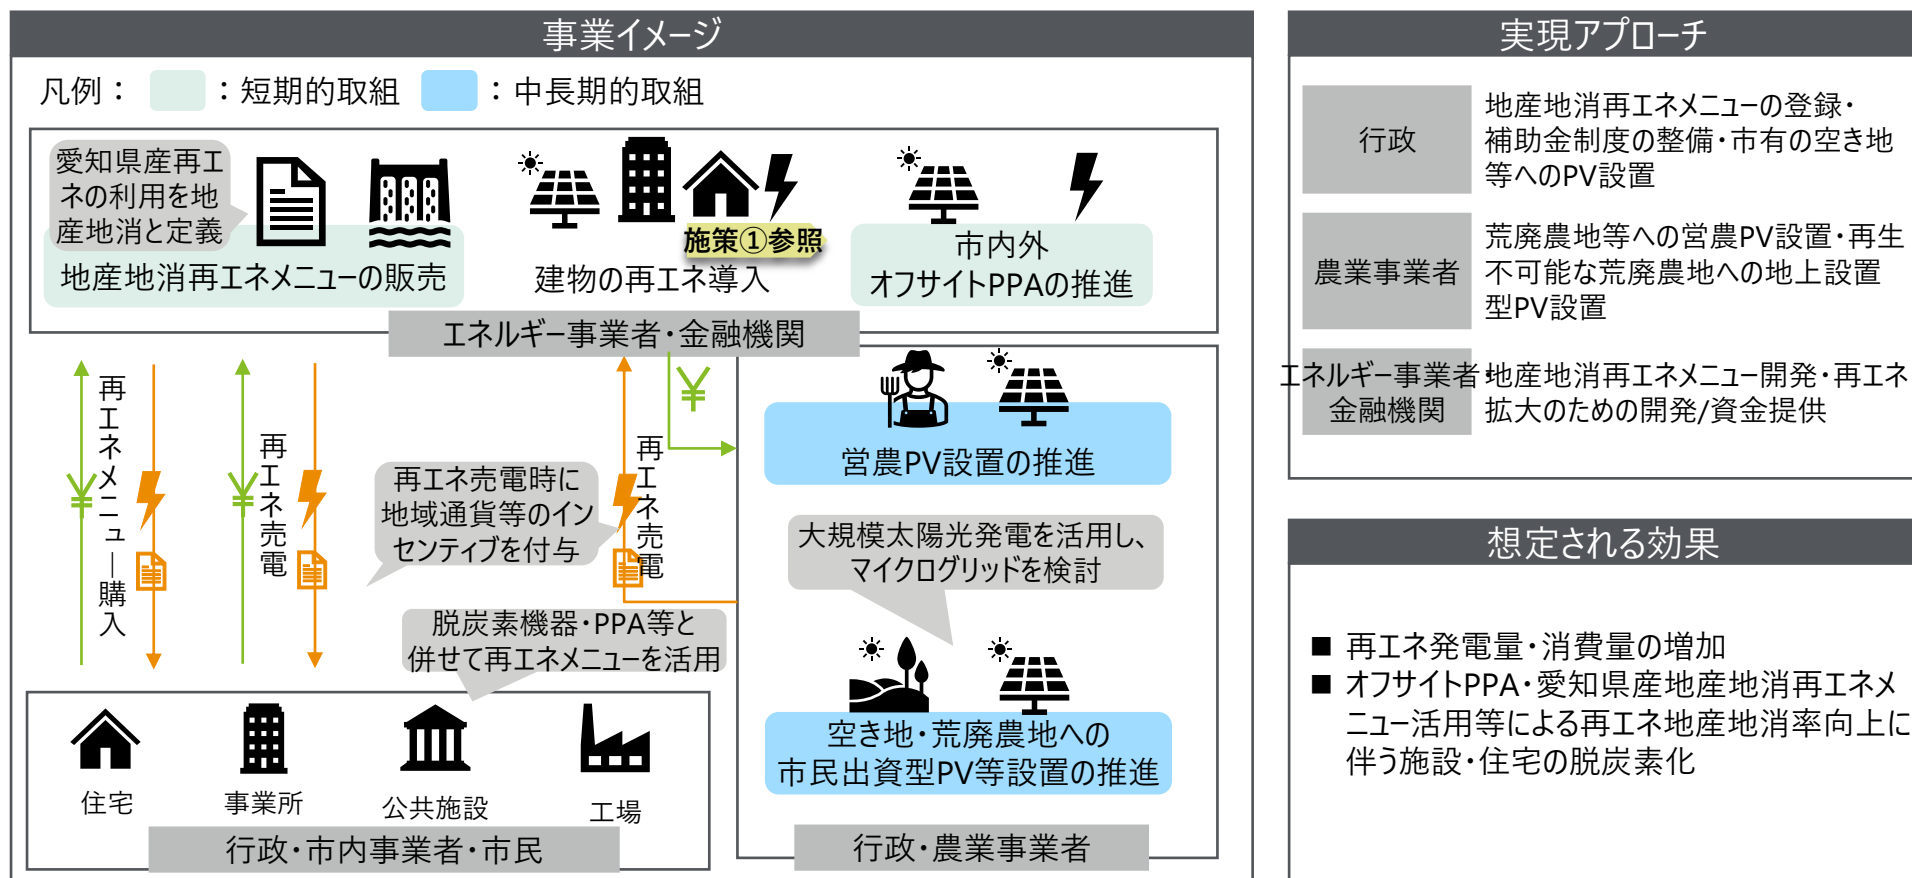 事業イメージ
凡例：
：短期的取組
：中長期的取組
愛知県産再エ
ネの利用を地
産地消と定義
地産地消再エネメニューの販売
施策①参照
建物の再エネ導入
市内外
オフサイトPPAの推進
エネルギー事業者・金融機関
再エネメニュー購入
再エネ売電
再エネ売電時に
地域通貨等のイン
センティブを付与
再エネ売電
脱炭素機器・PPA等と
併せて再エネメニューを活用
住宅
事業所
公共施設
工場
行政・市内事業者・市民
営農PV設置の推進
大規模太陽光発電を活用し、
マイクログリッドを検討
空き地・荒廃農地への
市民出資型PV等設置の推進
行政・農業事業者
実現アプローチ
行政
地産地消再エネメニューの登録・
補助金制度の整備・市有の空き地
等へのPV設置
農業事業者
荒廃農地等への営農PV設置・再生
不可能な荒廃農地への地上設置
型PV設置
エネルギー事業者・
金融機関
地産地消再エネメニュー開発・再エネ
拡大のための開発/資金提供
想定される効果
■ 再エネ発電量・消費量の増加
■ オフサイトPPA・愛知県産地産地消再エネメ
ニュー活用等による再エネ地産地消率向上に
伴う施設・住宅の脱炭素化